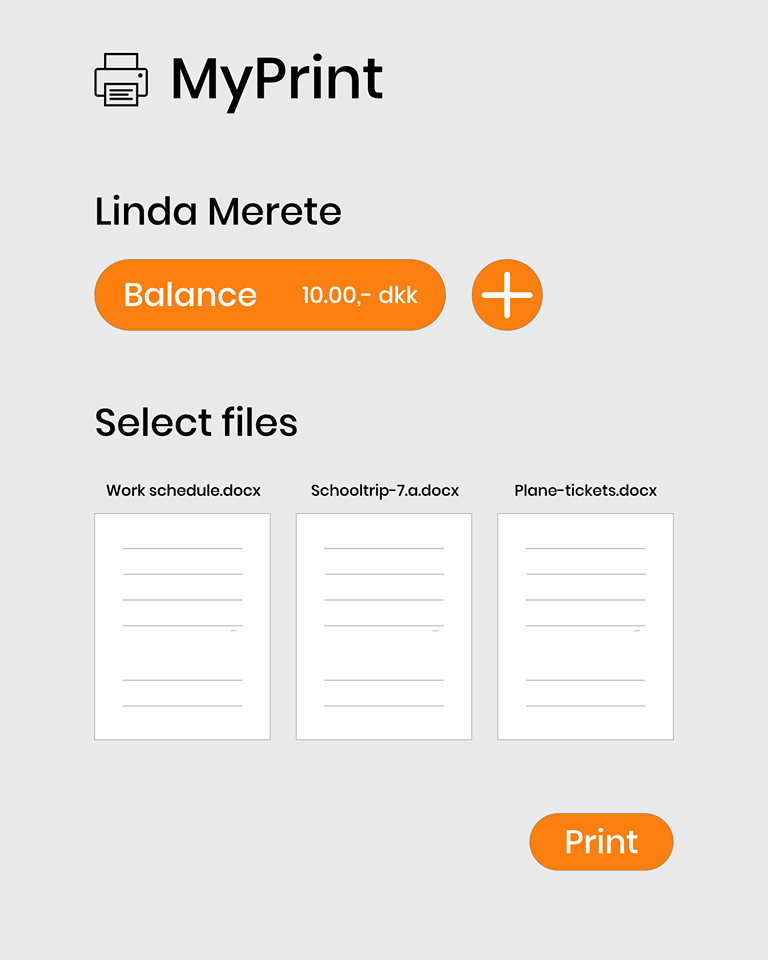 MyPrint
Linda Merete
Balance 10.00,- dkk
Select files
Work schedule.docx Schooltrip-7.a.docx Plane-tickets.docx
Print